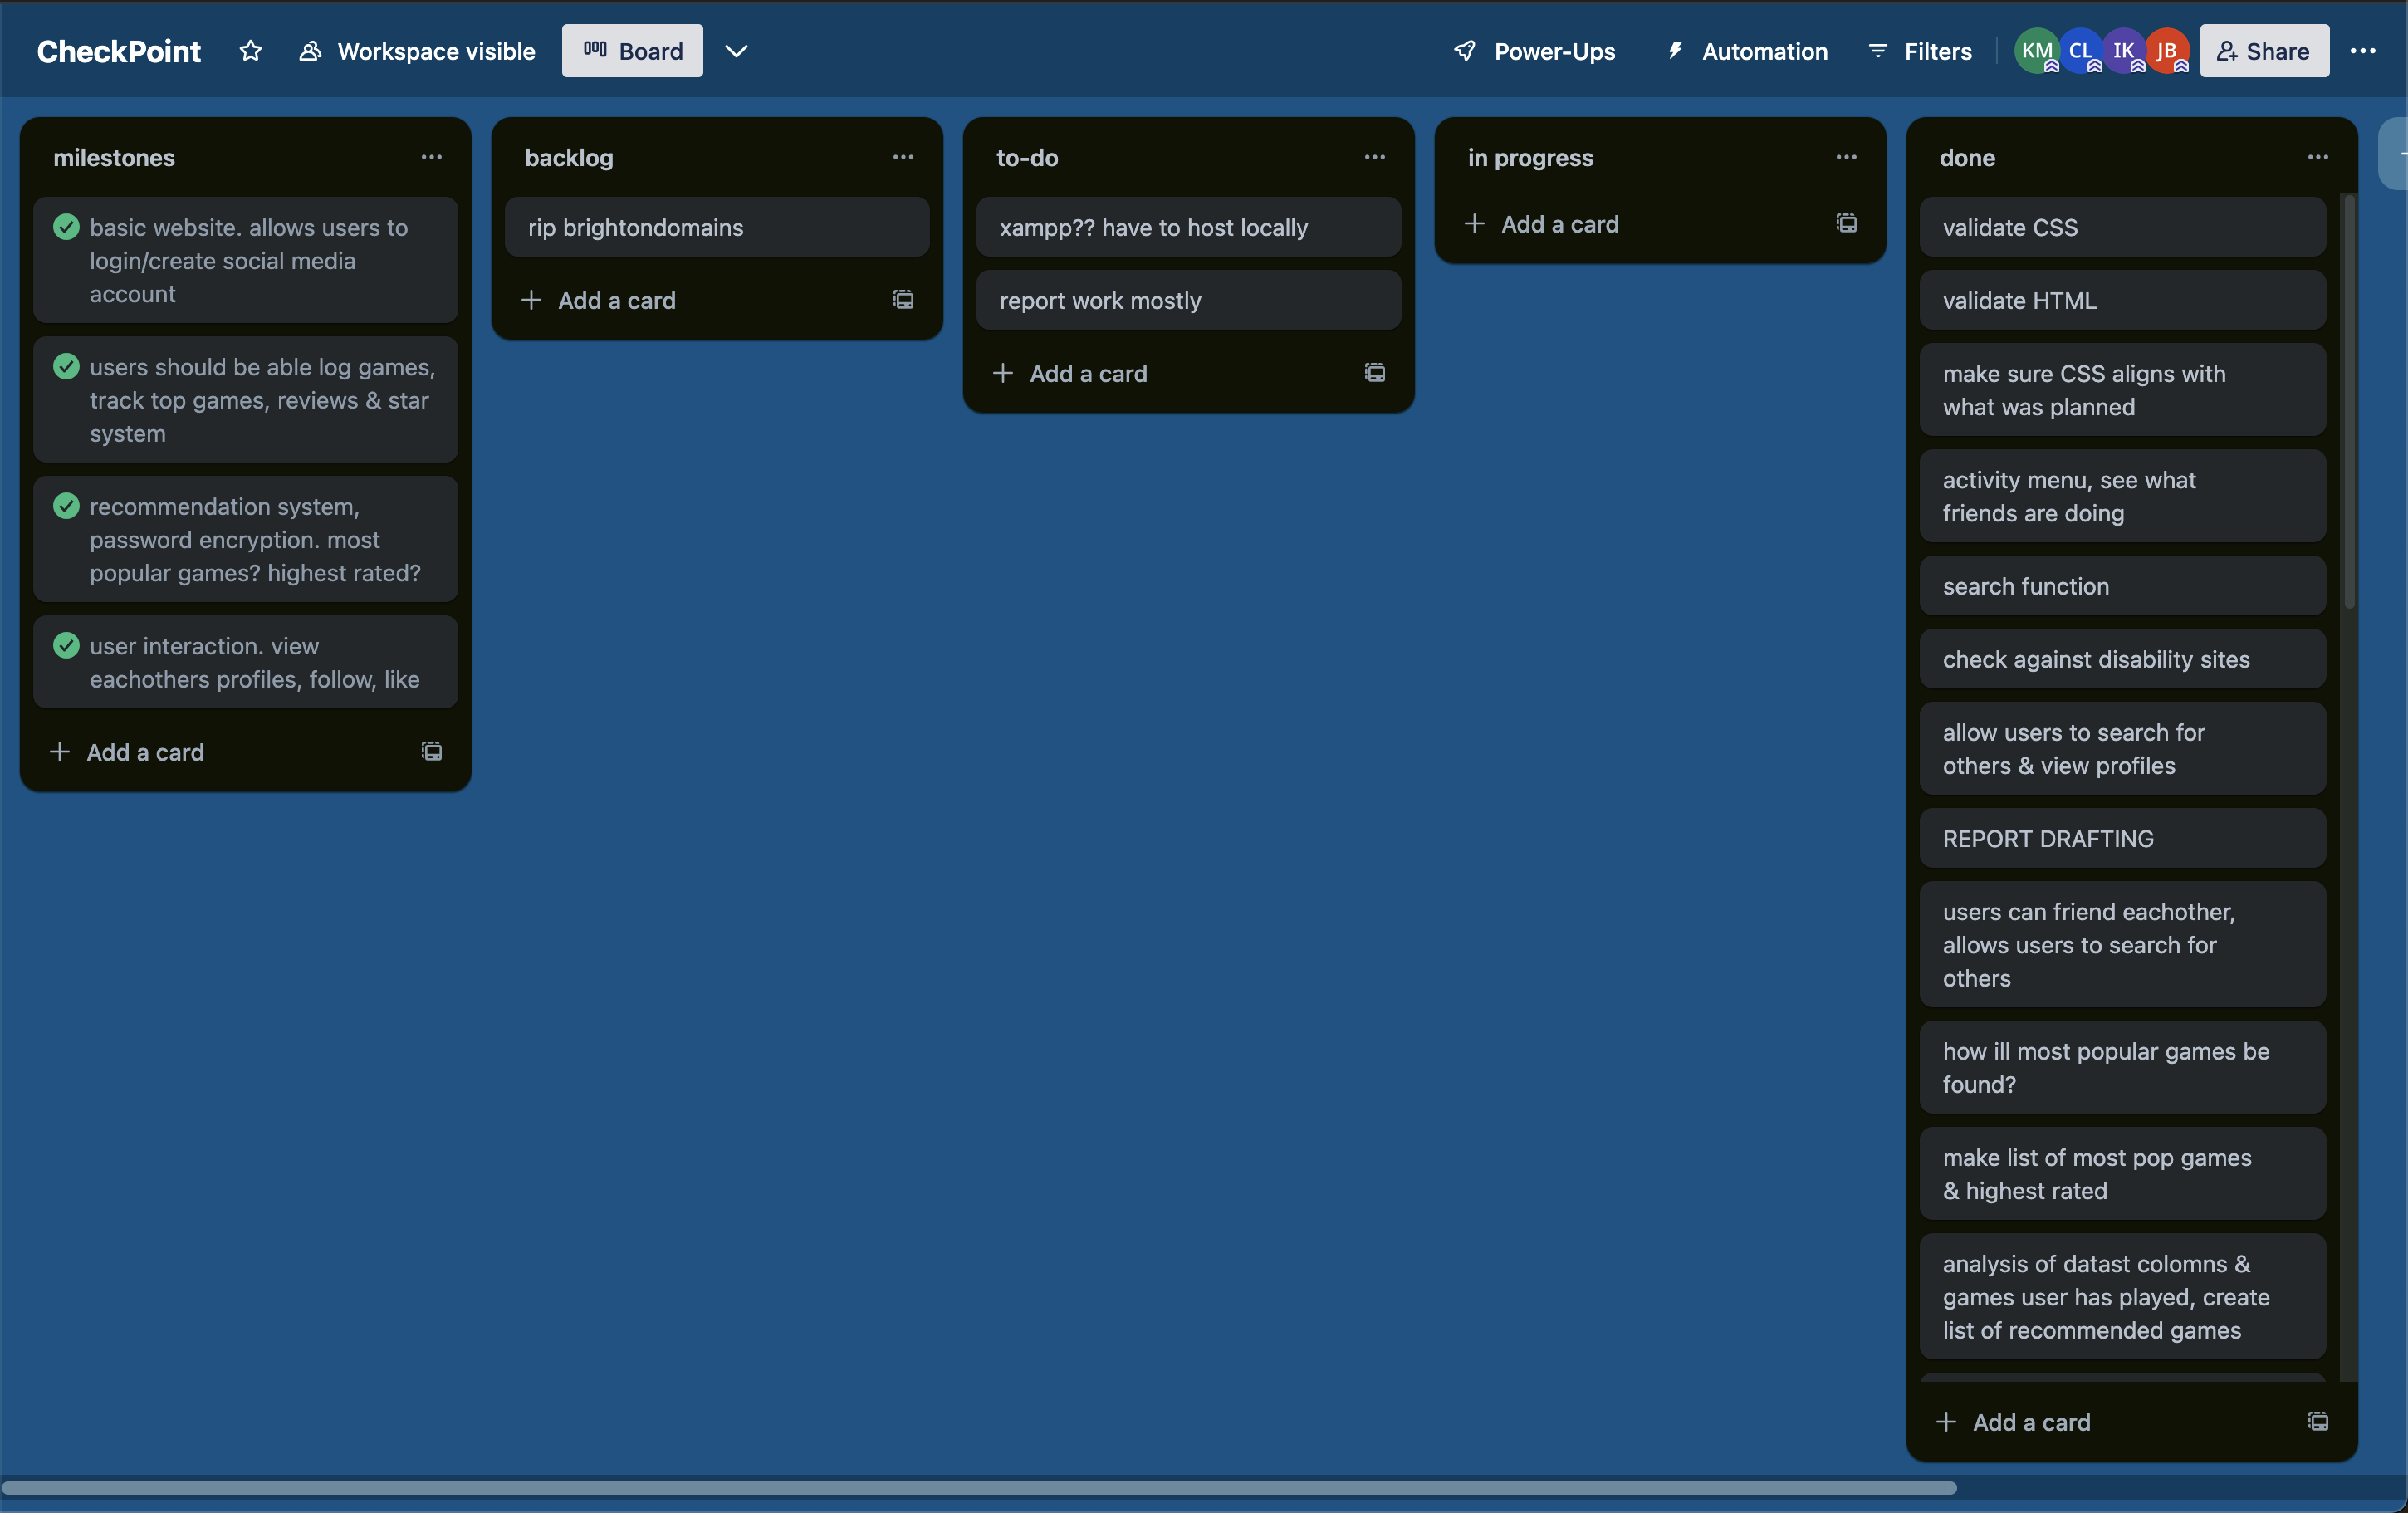 CheckPoint
Workspace visible
Board
Power-Ups
Automation
Filters
KM
CL
IK
JB
Share
milestones
basic website. allows users to
login/create social media
account
users should be able log games,
track top games, reviews & star
system
recommendation system,
password encryption. most
popular games? highest rated?
user interaction. view
eachothers profiles, follow, like
Add a card
backlog
rip brightondomains
Add a card
to-do
xampp?? have to host locally
report work mostly
Add a card
in progress
Add a card
done
validate CSS
validate HTML
make sure CSS aligns with
what was planned
activity menu, see what
friends are doing
search function
check against disability sites
allow users to search for
others & view profiles
REPORT DRAFTING
users can friend eachother,
allows users to search for
others
how ill most popular games be
found?
make list of most pop games
& highest rated
analysis of datast colomns &
games user has played, create
list of recommended games
Add a card